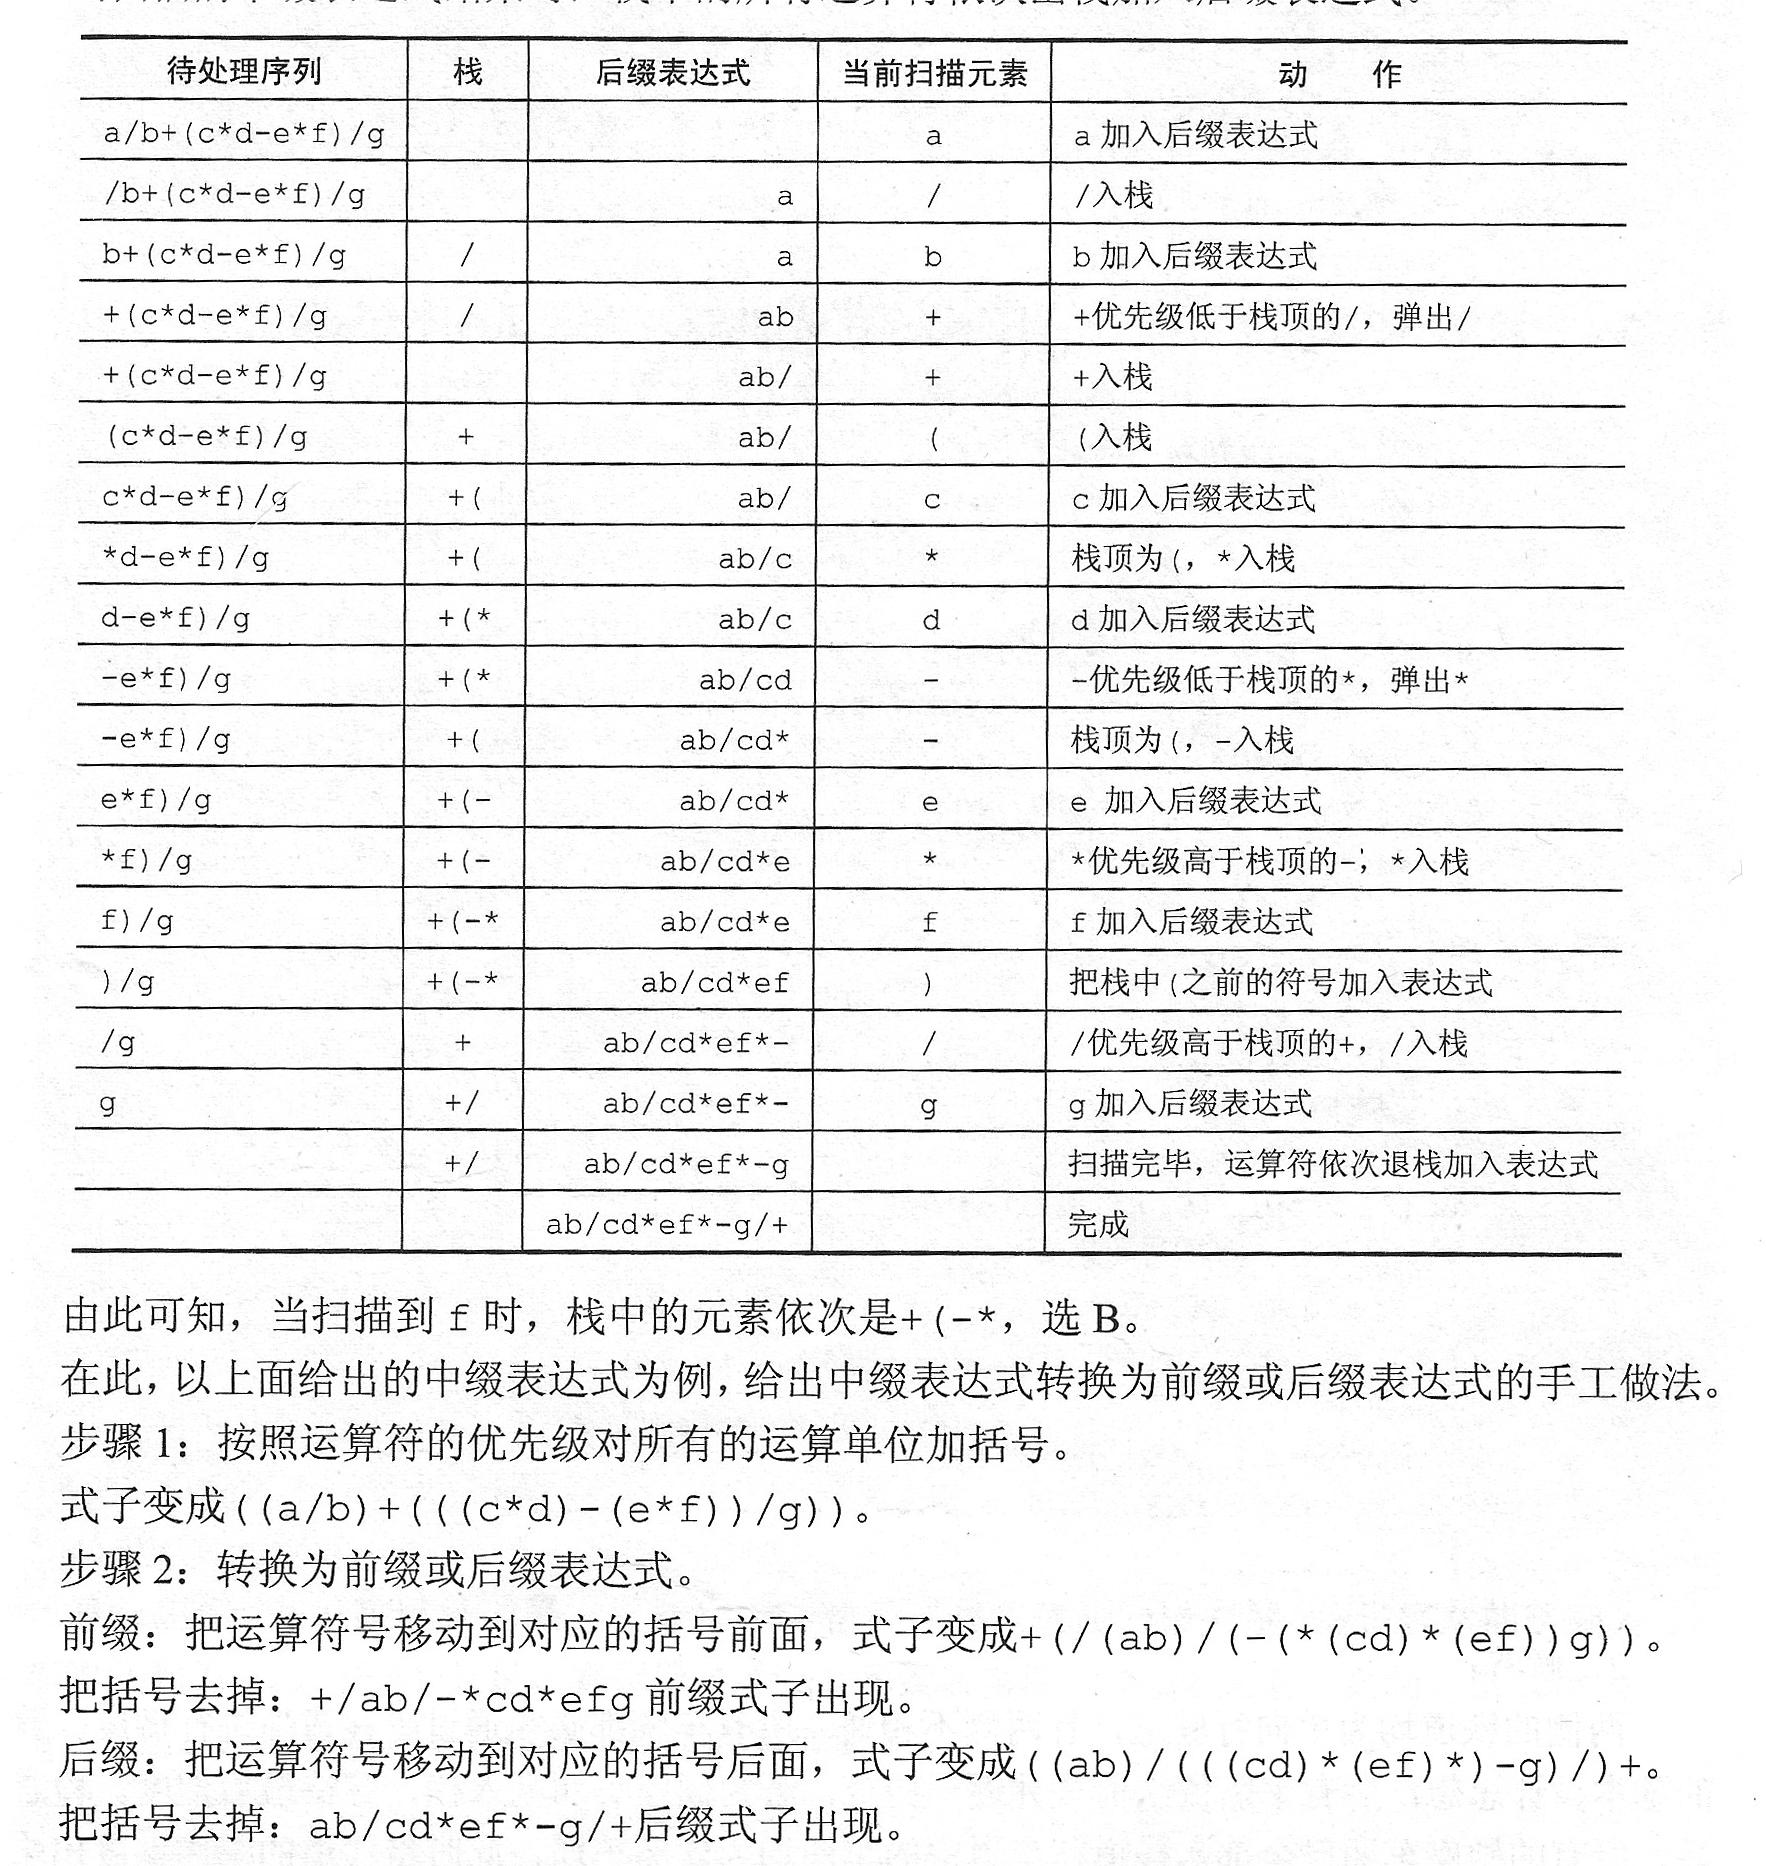 待处理序列 栈 后缀表达式 当前扫描元素 动 作
a/b+(c*d-e*f)/g a a加入后缀表达式
/b+(c*d-e*f)/g a / /入栈
b+(c*d-e*f)/g / a b b加入后缀表达式
+(c*d-e*f)/g / ab + +优先级低于栈顶的/，弹出/
+(c*d-e*f)/g ab/ + +入栈
(c*d-e*f)/g + ab/ ( (入栈
c*d-e*f)/g +( ab/ c c加入后缀表达式
*d-e*f)/g +( ab/c * 栈顶为(，*入栈
d-e*f)/g +(* ab/c d d加入后缀表达式
-e*f)/g +(* ab/cd - -优先级低于栈顶的*，弹出*
-e*f)/g +( ab/cd* - 栈顶为(，-入栈
e*f)/g +(- ab/cd* e e 加入后缀表达式
*f)/g +(- ab/cd*e * *优先级高于栈顶的-，*入栈
f)/g +(-* ab/cd*e f f加入后缀表达式
)/g +(-* ab/cd*ef ) 把栈中(之前的符号加入表达式
/g + ab/cd*ef*- / /优先级高于栈顶的+，/入栈
g +/ ab/cd*ef*- g g加入后缀表达式
+/ ab/cd*ef*-g 扫描完毕，运算符依次退栈加入表达式
ab/cd*ef*-g/+ 完成
由此可知，当扫描到 f 时，栈中的元素依次是+(-*，选 B。
在此，以上面给出的中缀表达式为例，给出中缀表达式转换为前缀或后缀表达式的手工做法。
步骤 1：按照运算符的优先级对所有的运算单位加括号。
式子变成((a/b)+(((c*d)-(e*f))/g))。
步骤 2：转换为前缀或后缀表达式。
前缀：把运算符号移动到对应的括号前面，式子变成+(/(ab)/(-(*(cd)*(ef))g))。
把括号去掉：+/ab/-*cd*efg 前缀式子出现。
后缀：把运算符号移动到对应的括号后面，式子变成((ab)/(((cd)*(ef)*)-g)/)+。
把括号去掉：ab/cd*ef*-g/+后缀式子出现。